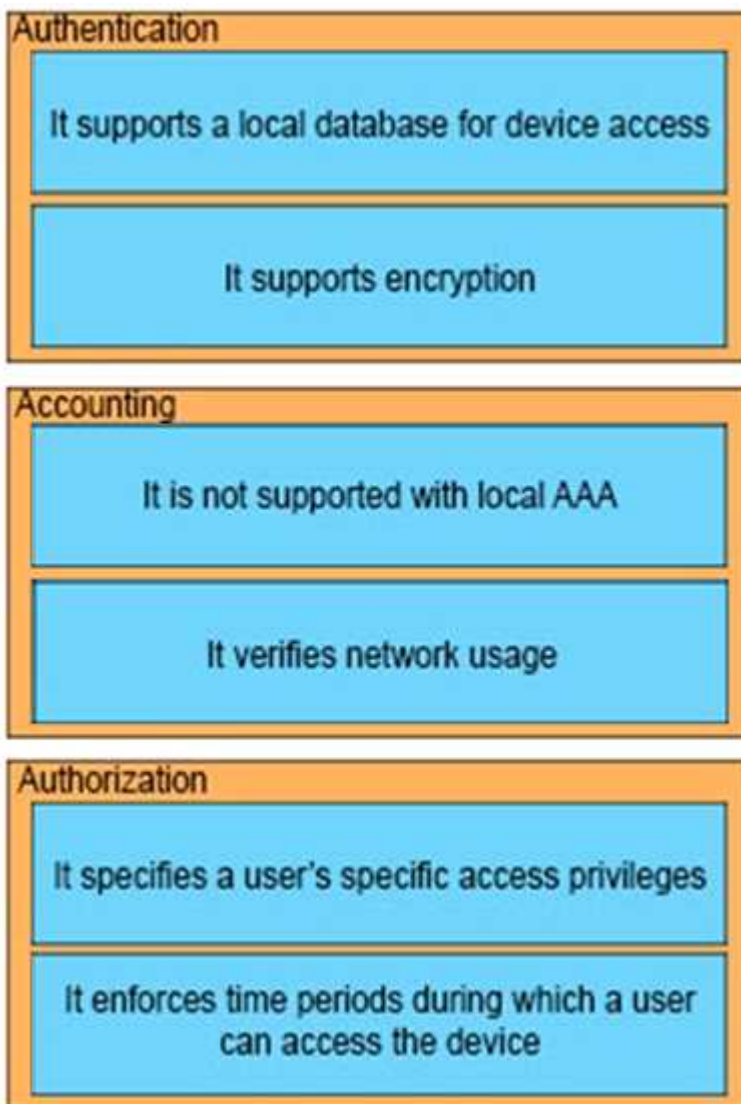 Authentication
It supports a local database for device access
It supports encryption
Accounting
It is not supported with local AAA
It verifies network usage
Authorization
It specifies a user's specific access privileges
It enforces time periods during which a user
can access the device